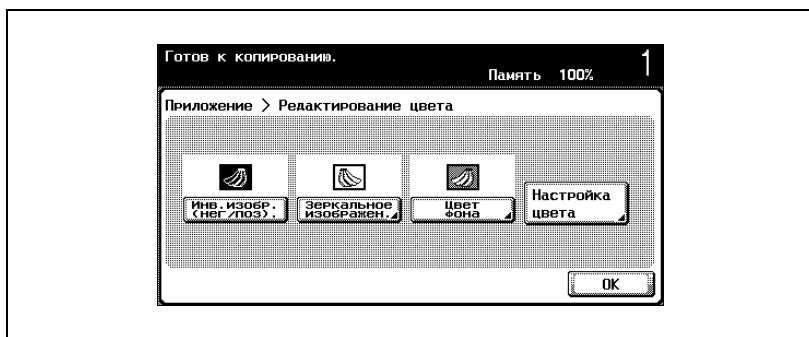 Готов к копированию.
1
Память 100%
Приложение > Редактирование цвета
Инв.изобр.
(нег/поз).
Зеркальное
изображен.
Цвет
фона
Настройка
цвета
OK